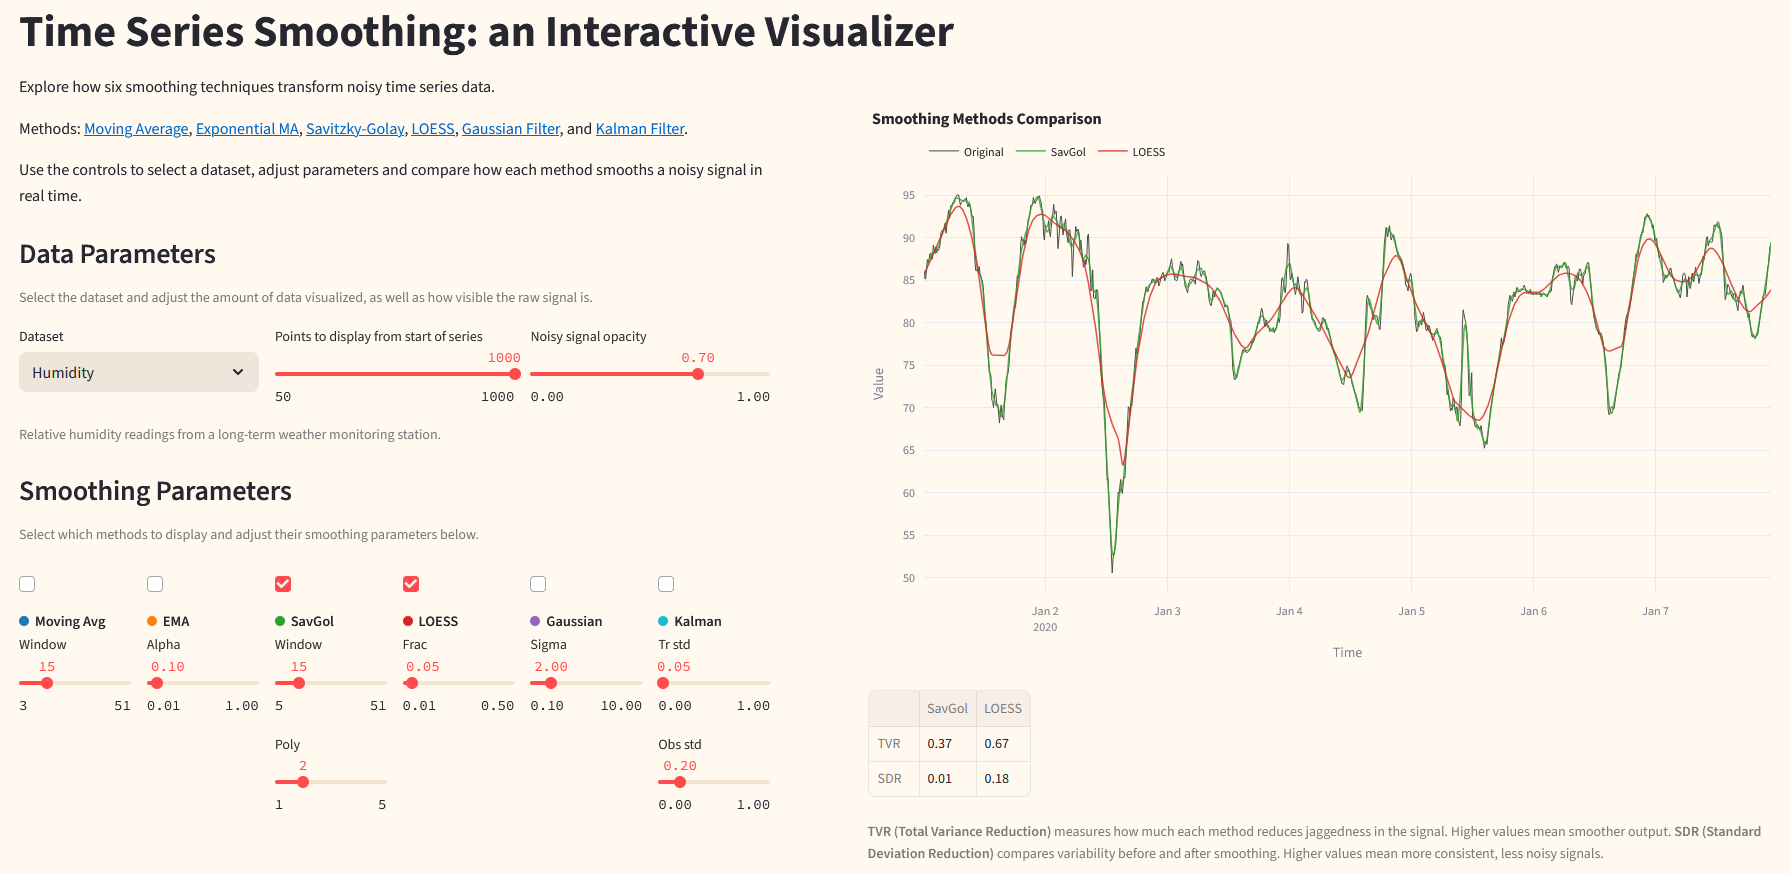 Time Series Smoothing: an Interactive Visualizer
Explore how six smoothing techniques transform noisy time series data.
Methods: Moving Average, Exponential MA, Savitzky-Golay, LOESS, Gaussian Filter, and Kalman Filter.
Use the controls to select a dataset, adjust parameters and compare how each method smooths a noisy signal in
real time.
Data Parameters
Select the dataset and adjust the amount of data visualized, as well as how visible the raw signal is.
Dataset Points to display from start of series Noisy signal opacity
1000 0.70
Humidity
50 1000 0.00 1.00
Relative humidity readings from a long-term weather monitoring station.
Smoothing Parameters
Select which methods to display and adjust their smoothing parameters below.
Moving Avg EMA SavGol LOESS Gaussian Kalman
Window Alpha Window Frac Sigma Tr std
15 0.10 15 0.05 2.00 0.05
3 51 0.01 1.00 5 51 0.01 0.50 0.10 10.00 0.00 1.00
Poly Obs std
2 0.20
1 5 0.00 1.00
Smoothing Methods Comparison
Original SavGol LOESS
95
90
85
80
75
70
65
60
55
50
Value
Jan 2 Jan 3 Jan 4 Jan 5 Jan 6 Jan 7
2020
Time
SavGol LOESS
TVR 0.37 0.67
SDR 0.01 0.18
TVR (Total Variance Reduction) measures how much each method reduces jaggedness in the signal. Higher values mean smoother output. SDR (Standard
Deviation Reduction) compares variability before and after smoothing. Higher values mean more consistent, less noisy signals.